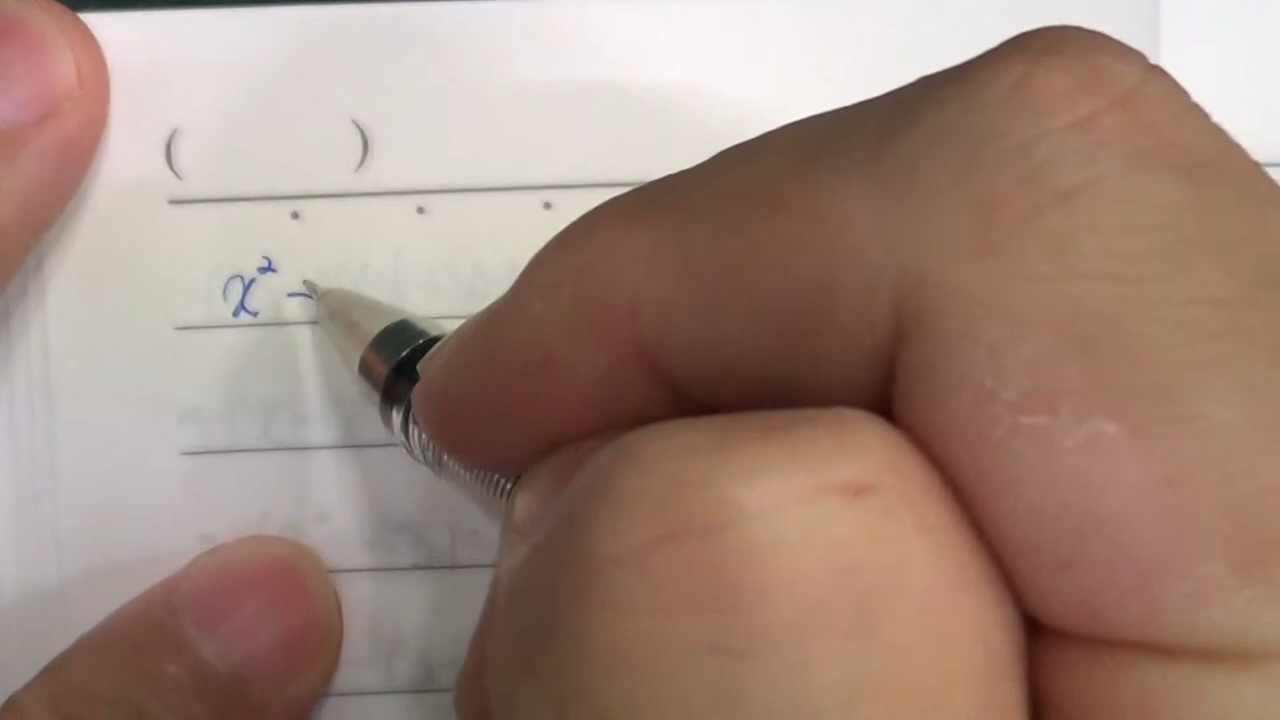 ( )
x² -